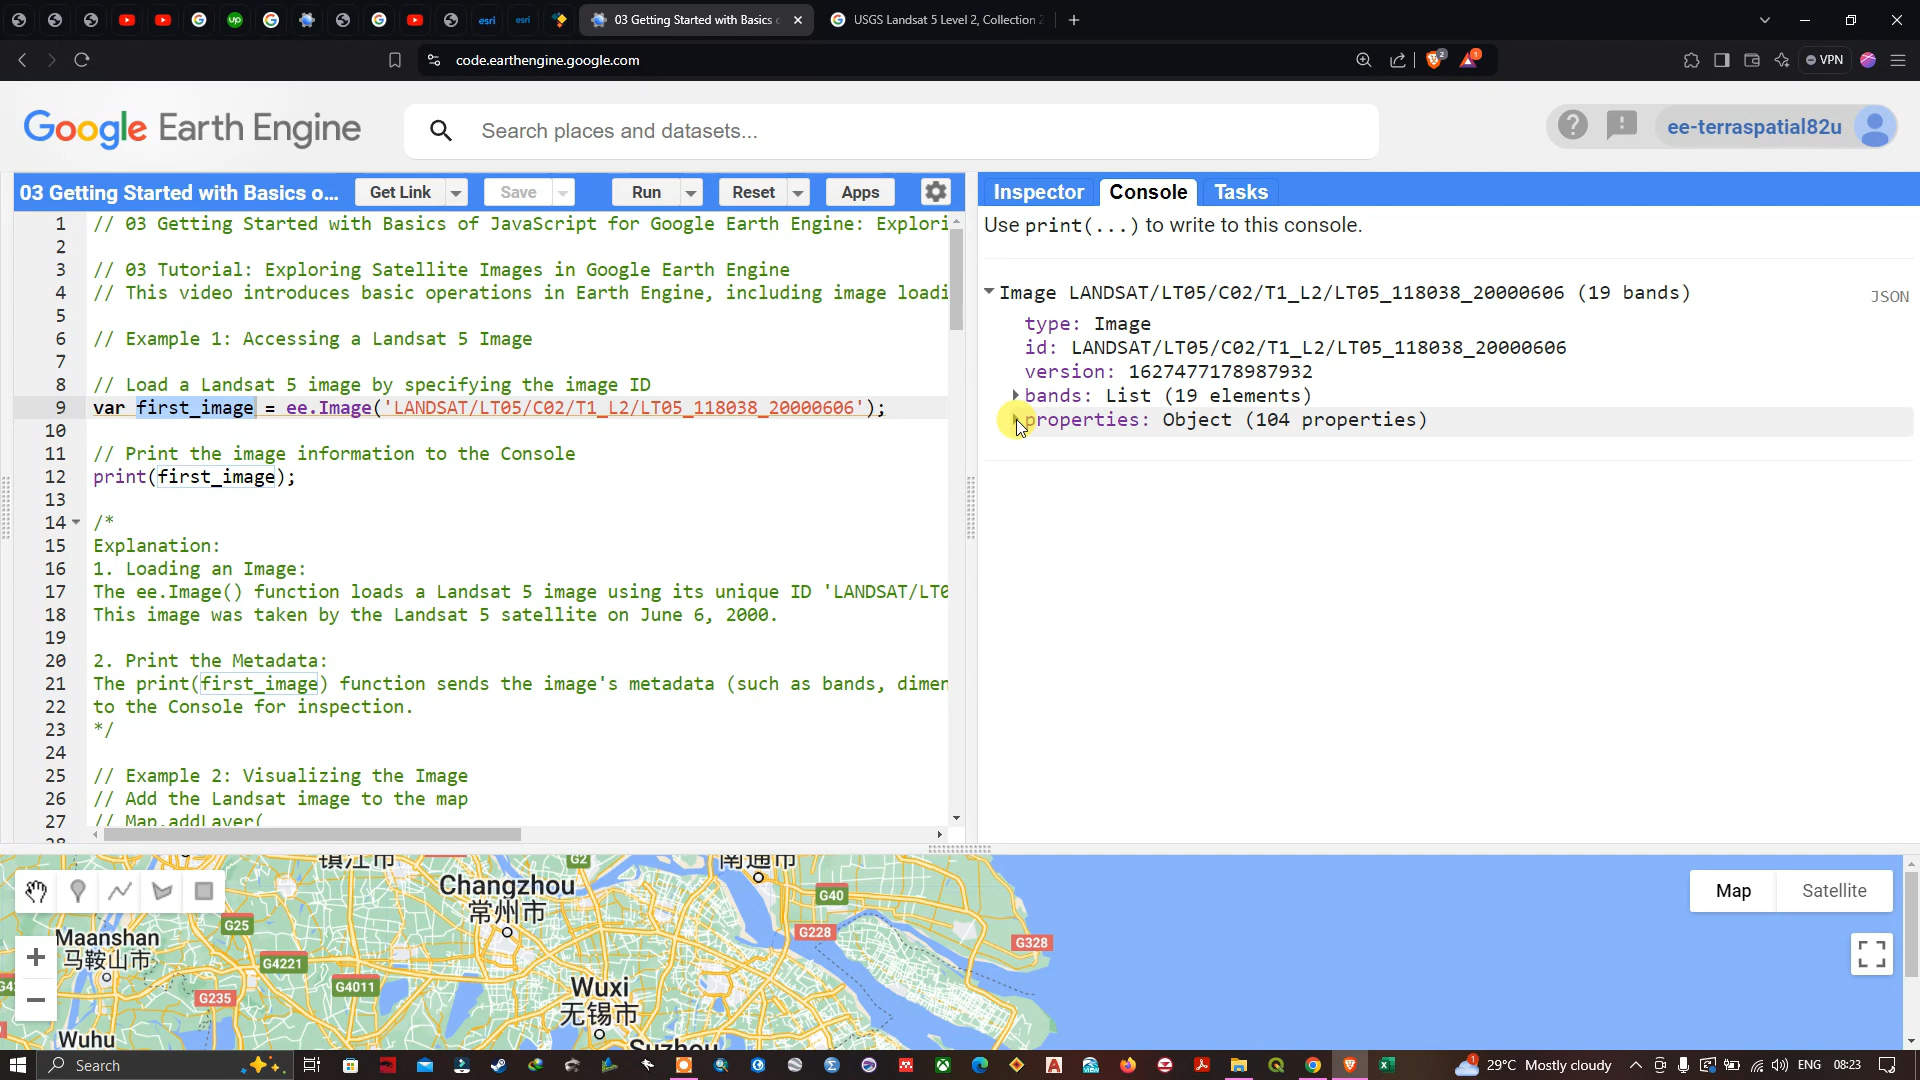 03 Getting Started with Basics o
USGS Landsat 5 Level 2, Collection 2
code.earthengine.google.com
VPN
Google Earth Engine
Search places and datasets...
ee-terraspatial82u
03 Getting Started with Basics o...
Get Link
Save
Run
Reset
Apps
Inspector
Console
Tasks
1 // 03 Getting Started with Basics of JavaScript for Google Earth Engine: Explori
2
3 // 03 Tutorial: Exploring Satellite Images in Google Earth Engine
4 // This video introduces basic operations in Earth Engine, including image loadi
5
6 // Example 1: Accessing a Landsat 5 Image
7
8 // Load a Landsat 5 image by specifying the image ID
9 var first_image = ee.Image('LANDSAT/LT05/C02/T1_L2/LT05_118038_20000606');
10
11 // Print the image information to the Console
12 print(first_image);
13
14 /*
15 Explanation:
16 1. Loading an Image:
17 The ee.Image() function loads a Landsat 5 image using its unique ID 'LANDSAT/LT0
18 This image was taken by the Landsat 5 satellite on June 6, 2000.
19
20 2. Print the Metadata:
21 The print(first_image) function sends the image's metadata (such as bands, dimen
22 to the Console for inspection.
23 */
24
25 // Example 2: Visualizing the Image
26 // Add the Landsat image to the map
27 // Map.addLayer(
28
Use print(...) to write to this console.
Image LANDSAT/LT05/C02/T1_L2/LT05_118038_20000606 (19 bands)
JSON
type: Image
id: LANDSAT/LT05/C02/T1_L2/LT05_118038_20000606
version: 1627477178987932
bands: List (19 elements)
properties: Object (104 properties)
镇江市
G2
南通市
Changzhou
常州市
G40
G25
G228
G328
Maanshan
马鞍山市
G4221
G4011
G235
Wuxi
无锡市
Wuhu
Suzhou
Map
Satellite
Search
29°C Mostly cloudy
ENG
08:23